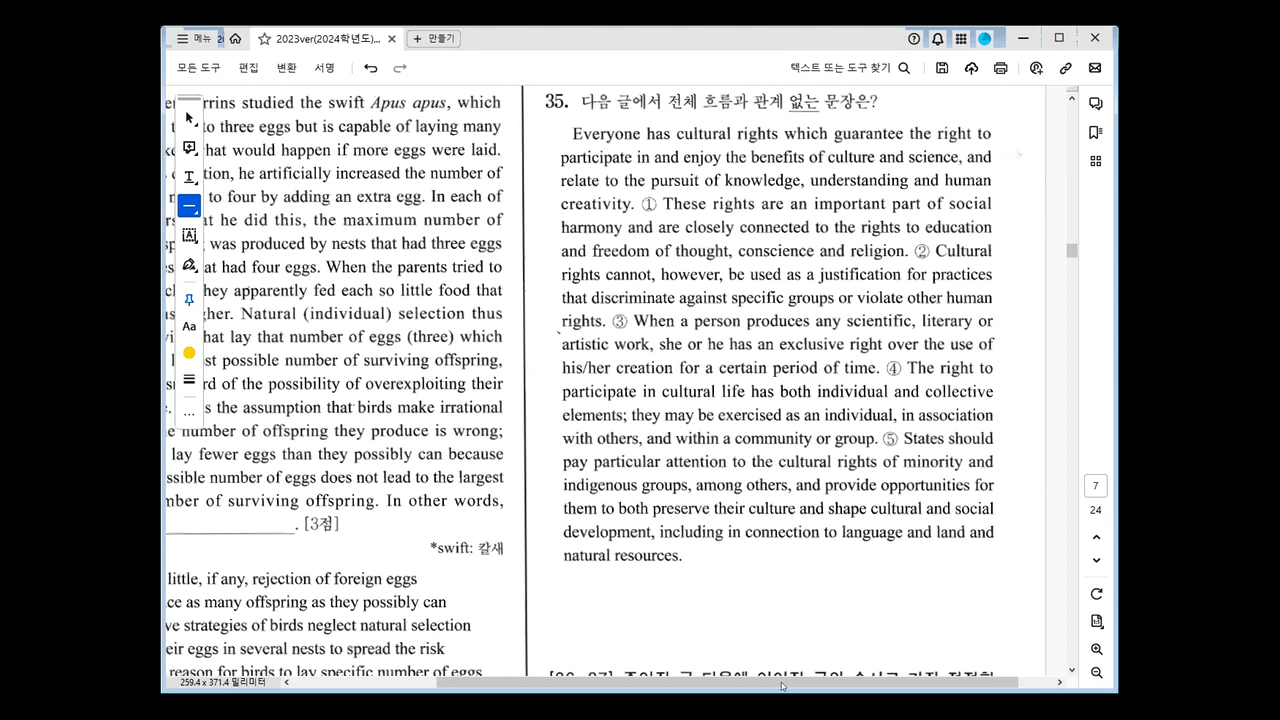 메뉴
2023ver(2024학년도)...
만들기
모든 도구 편집 변환 서명
텍스트 또는 도구 찾기
studied the swift Apus apus, which
to three eggs but is capable of laying many
what would happen if more eggs were laid.
he artificially increased the number of
to four by adding an extra egg. In each of
he did this, the maximum number of
was produced by nests that had three eggs
had four eggs. When the parents tried to
they apparently fed each so little food that
Natural (individual) selection thus
that lay that number of eggs (three) which
possible number of surviving offspring,
of the possibility of overexploiting their
the assumption that birds make irrational
number of offspring they produce is wrong;
lay fewer eggs than they possibly can because
number of eggs does not lead to the largest
of surviving offspring. In other words,
. [3점]
*swift: 칼새
little, if any, rejection of foreign eggs
as many offspring as they possibly can
strategies of birds neglect natural selection
eggs in several nests to spread the risk
reason for birds to lay specific number of eggs
35. 다음 글에서 전체 흐름과 관계 없는 문장은?
Everyone has cultural rights which guarantee the right to
participate in and enjoy the benefits of culture and science, and
relate to the pursuit of knowledge, understanding and human
creativity. ① These rights are an important part of social
harmony and are closely connected to the rights to education
and freedom of thought, conscience and religion. ② Cultural
rights cannot, however, be used as a justification for practices
that discriminate against specific groups or violate other human
rights. ③ When a person produces any scientific, literary or
artistic work, she or he has an exclusive right over the use of
his/her creation for a certain period of time. ④ The right to
participate in cultural life has both individual and collective
elements; they may be exercised as an individual, in association
with others, and within a community or group. ⑤ States should
pay particular attention to the cultural rights of minority and
indigenous groups, among others, and provide opportunities for
them to both preserve their culture and shape cultural and social
development, including in connection to language and land and
natural resources.
Aa
7
24
259.4 x 371.4 밀리미터